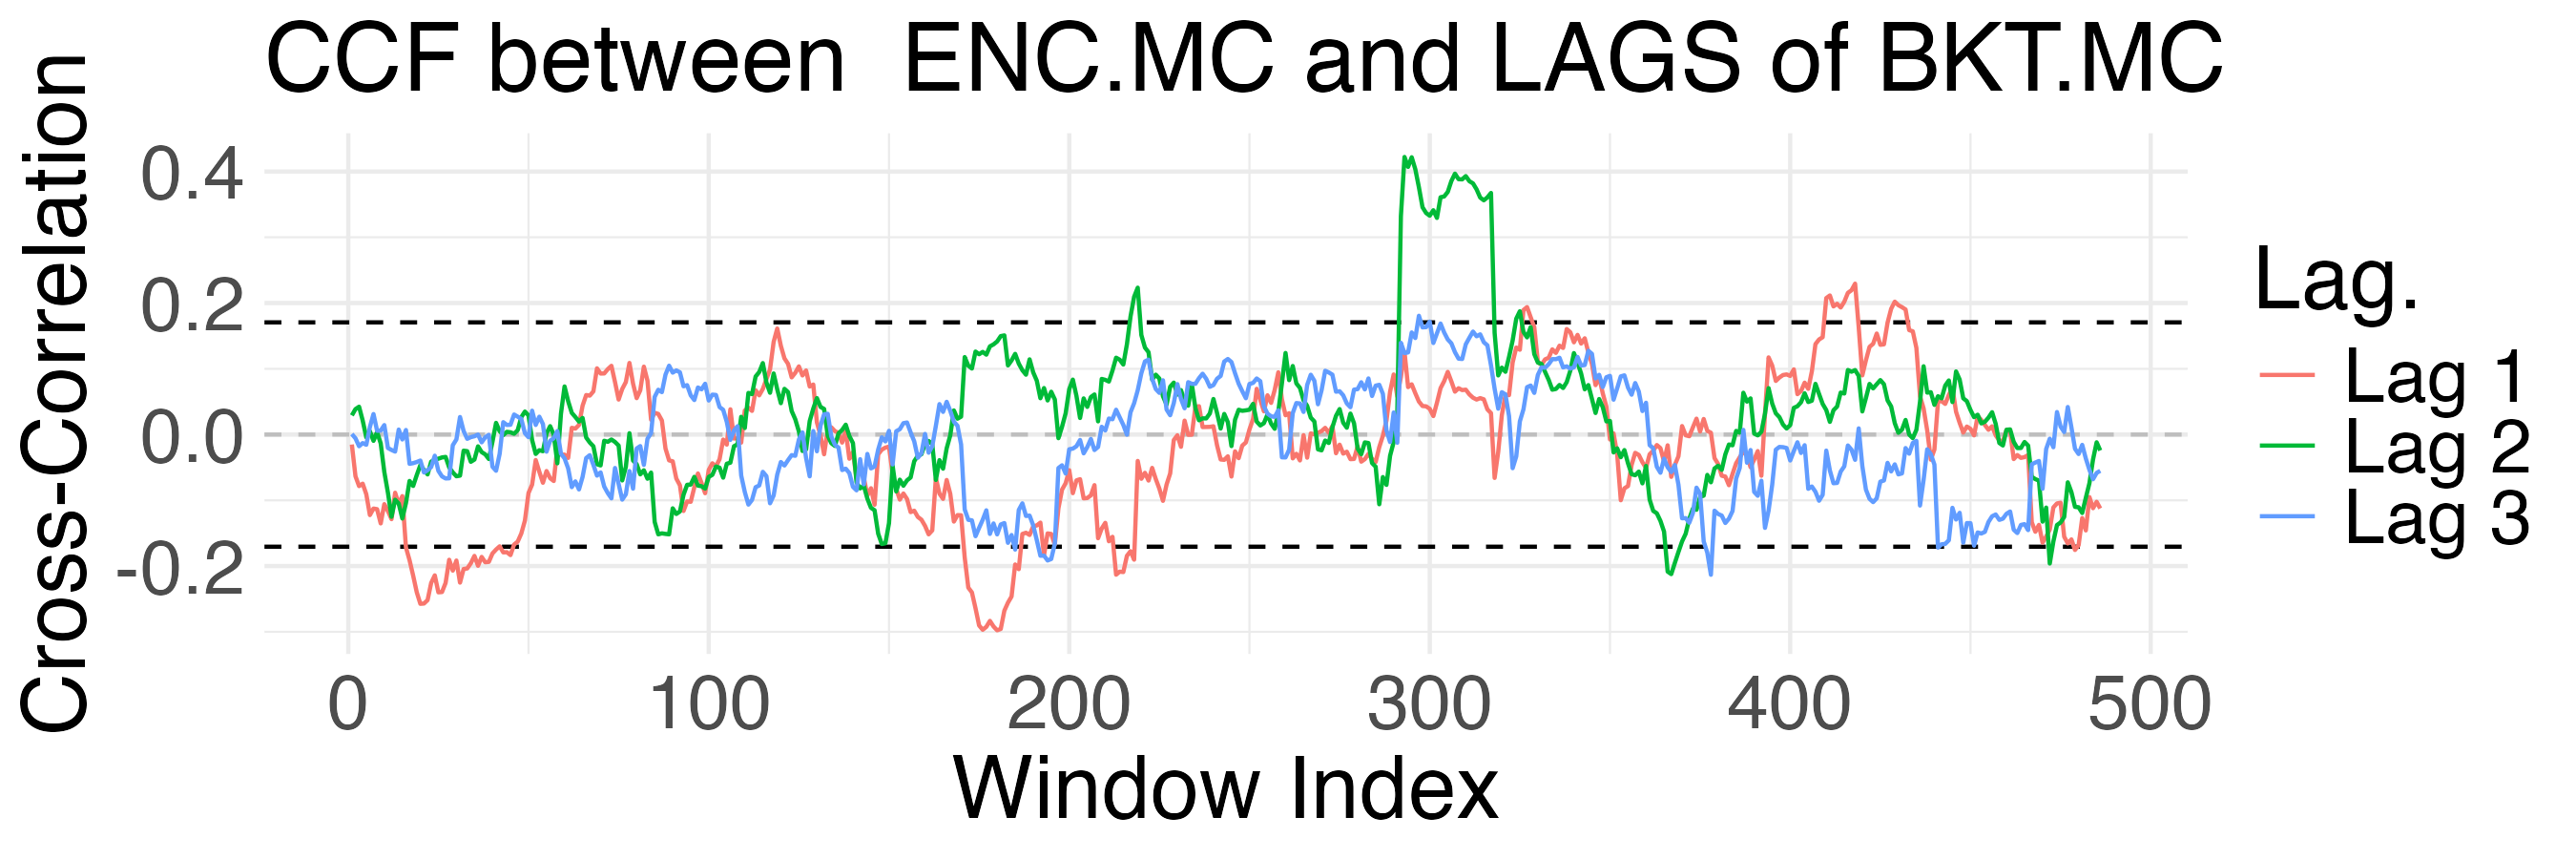 CCF between  ENC.MC and LAGS of BKT.MC
Cross-Correlation
0.4
0.2
0.0
-0.2
0 100 200 300 400 500
Window Index
Lag.
Lag 1
Lag 2
Lag 3